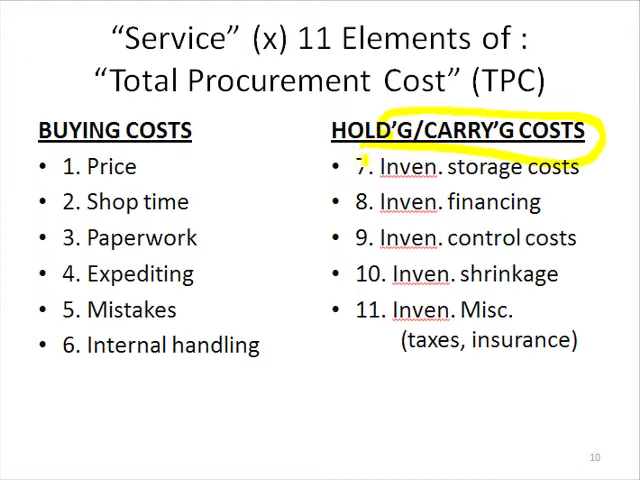 “Service” (x) 11 Elements of :
“Total Procurement Cost” (TPC)
BUYING COSTS
• 1. Price
• 2. Shop time
• 3. Paperwork
• 4. Expediting
• 5. Mistakes
• 6. Internal handling
HOLD’G/CARRY’G COSTS
• 7. Inven. storage costs
• 8. Inven. financing
• 9. Inven. control costs
• 10. Inven. shrinkage
• 11. Inven. Misc.
(taxes, insurance)
10